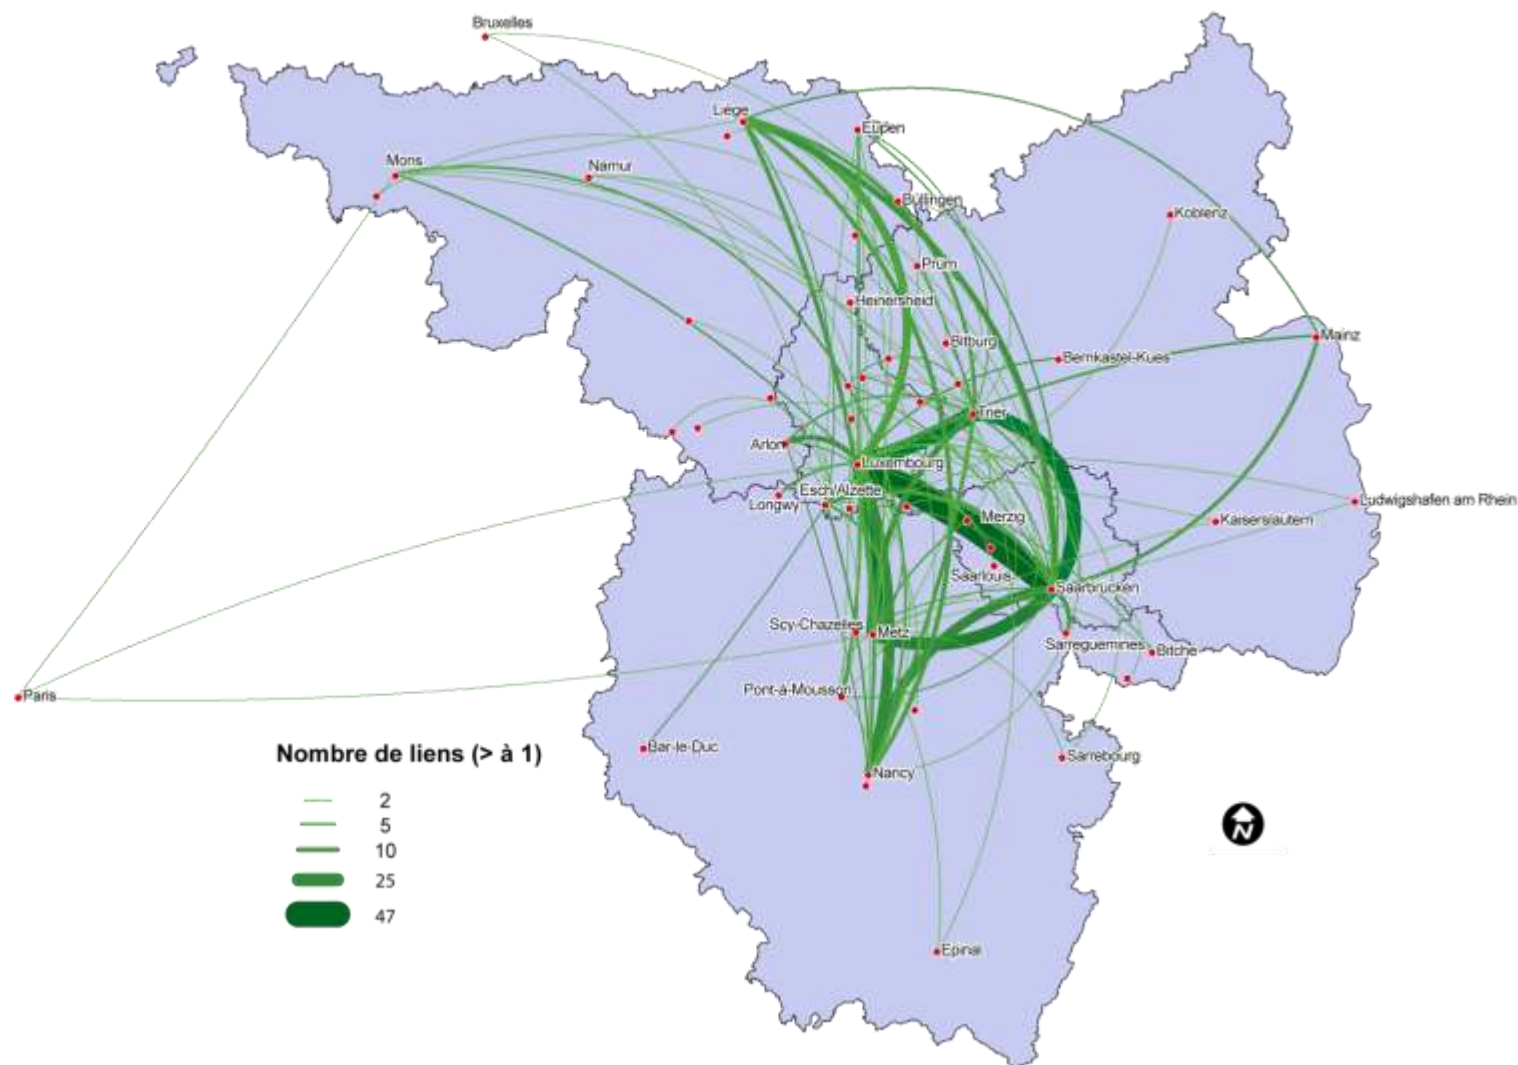 Bruxelles
Liège
Eupen
Mons
Namur
Büllingen
Koblenz
Prüm
Heinersheid
Mainz
Bitburg
Bernkastel-Kues
Trier
Arlon
Luxembourg
Esch/Alzette
Longwy
Ludwigshafen am Rhein
Merzig
Kaiserslautern
Saarlouis
Saarbrücken
Scy-Chazelles
Metz
Sarreguemines
Bitche
Paris
Pont-à-Mousson
Bar-le-Duc
Sarrebourg
Nancy
Nombre de liens (> à 1)
2
5
10
25
47
N
Epinal